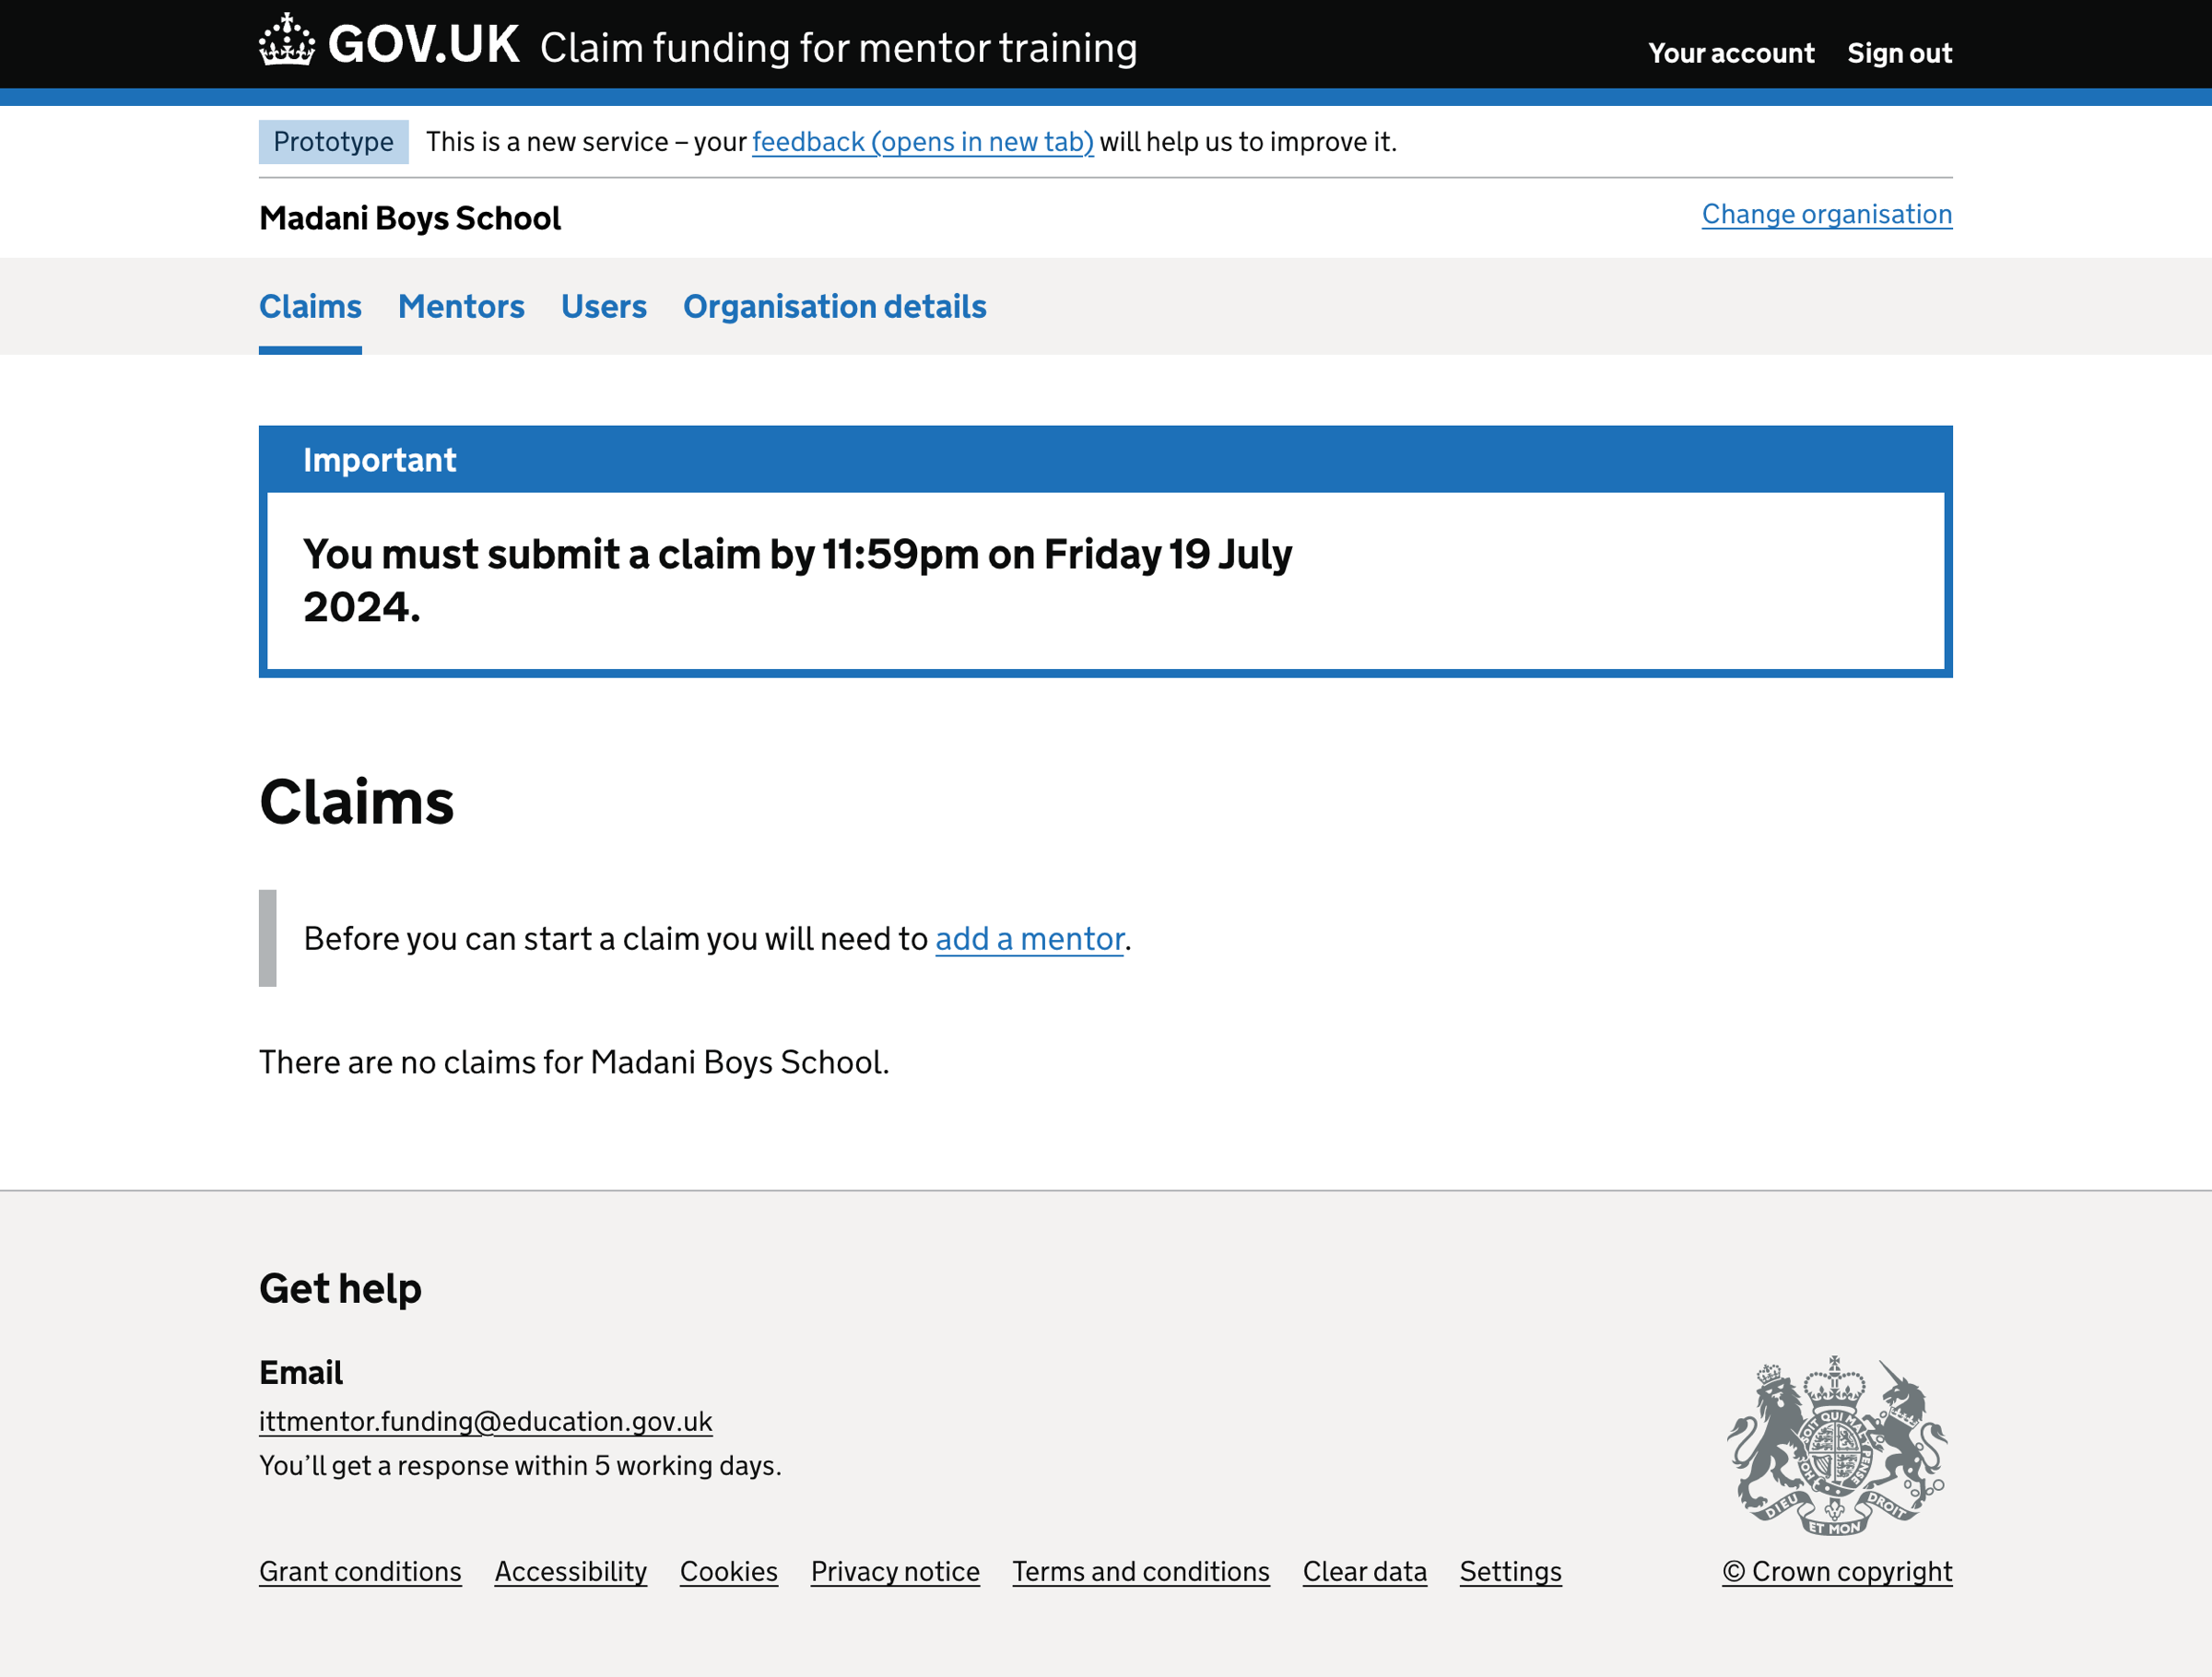 GOV.UK Claim funding for mentor training
Your account Sign out
Prototype This is a new service – your feedback (opens in new tab) will help us to improve it.
Madani Boys School
Change organisation
Claims Mentors Users Organisation details
Important
You must submit a claim by 11:59pm on Friday 19 July
2024.
Claims
Before you can start a claim you will need to add a mentor.
There are no claims for Madani Boys School.
Get help
Email
ittmentor.funding@education.gov.uk
You’ll get a response within 5 working days.
DIEU ET MON DROIT
Grant conditions Accessibility Cookies Privacy notice Terms and conditions Clear data Settings
© Crown copyright